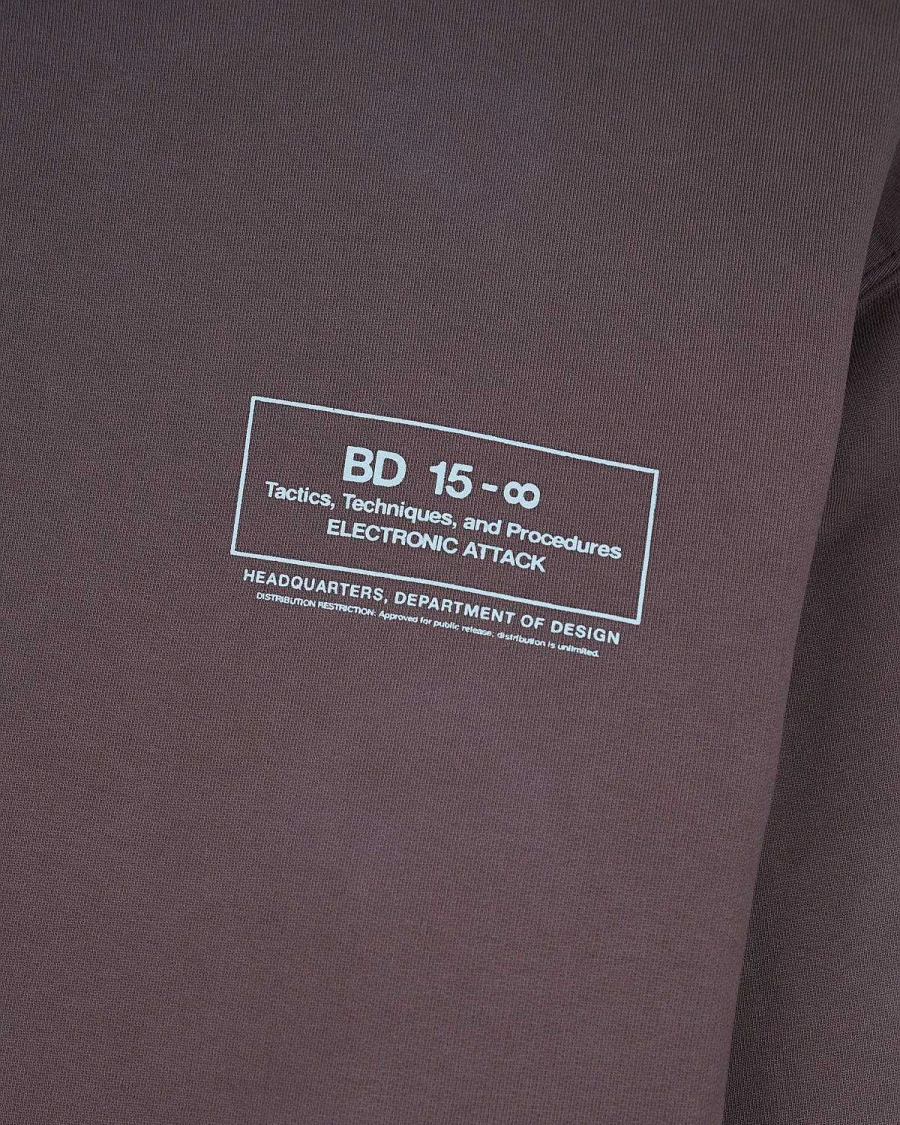 BD 15-∞
Tactics, Techniques, and Procedures
ELECTRONIC ATTACK
HEADQUARTERS, DEPARTMENT OF DESIGN
DISTRIBUTION RESTRICTION: Approved for public release; distribution is unlimited.